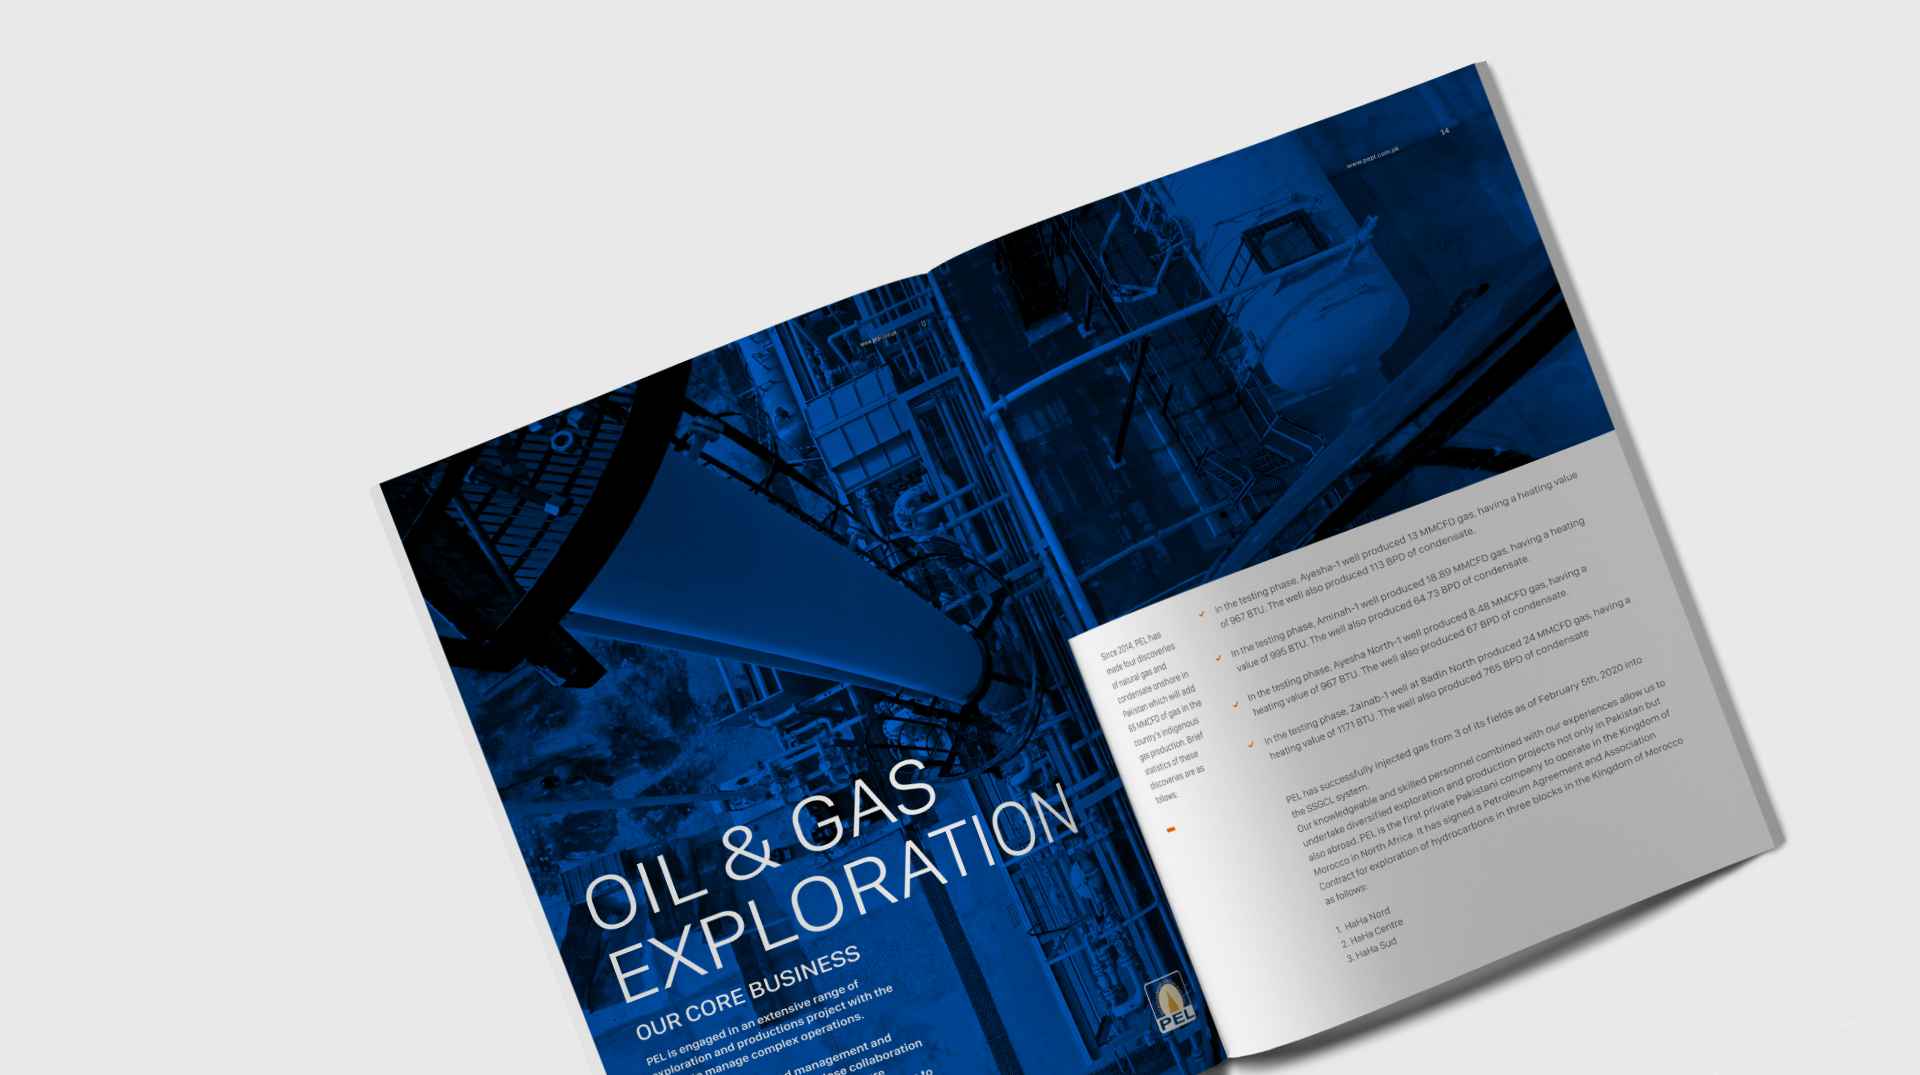 OIL & GAS
EXPLORATION
OUR CORE BUSINESS
PEL is engaged in an extensive range of
exploration and productions project with the
manage complex operations.
management and
collaboration
to
PEL
www.pepl.com.pk
14
Since 2014, PEL has
made four discoveries
of natural gas and
condensate onshore in
Pakistan which will add
65 MMCFD of gas in the
country's indigenous
gas production. Brief
statistics of these
discoveries are as
follows:
In the testing phase, Ayesha-1 well produced 13 MMCFD gas, having a heating value
of 967 BTU. The well also produced 113 BPD of condensate.
In the testing phase, Aminah-1 well produced 18.89 MMCFD gas, having a heating
value of 995 BTU. The well also produced 64.73 BPD of condensate.
In the testing phase, Ayesha North-1 well produced 8.48 MMCFD gas, having a
heating value of 967 BTU. The well also produced 67 BPD of condensate.
In the testing phase, Zainab-1 well at Badin North produced 24 MMCFD gas, having a
heating value of 1171 BTU. The well also produced 765 BPD of condensate
PEL has successfully injected gas from 3 of its fields as of February 5th, 2020 into
the SSGCL system.
Our knowledgeable and skilled personnel combined with our experiences allow us to
undertake diversified exploration and production projects not only in Pakistan but
also abroad. PEL is the first private Pakistani company to operate in the Kingdom of
Morocco in North Africa. It has signed a Petroleum Agreement and Association
Contract for exploration of hydrocarbons in three blocks in the Kingdom of Morocco
as follows:
1. HaHa Nord
2. HaHa Centre
3. HaHa Sud